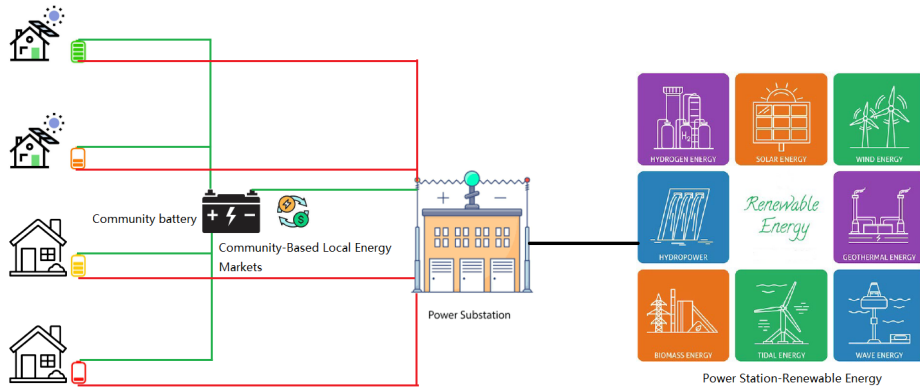 HYDROGEN ENERGY
SOLAR ENERGY
WIND ENERGY
H2
Community battery
+ −
+ −
$
Community-Based Local Energy
Markets
HYDROPOWER
Renewable
Energy
GEOTHERMAL ENERGY
Power Substation
BIOMASS ENERGY
TIDAL ENERGY
WAVE ENERGY
Power Station-Renewable Energy